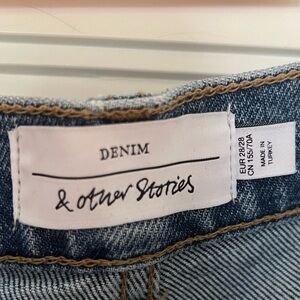 DENIM
& other Stories
EUR 28/28
CN 155/70A
MADE IN
TURKEY